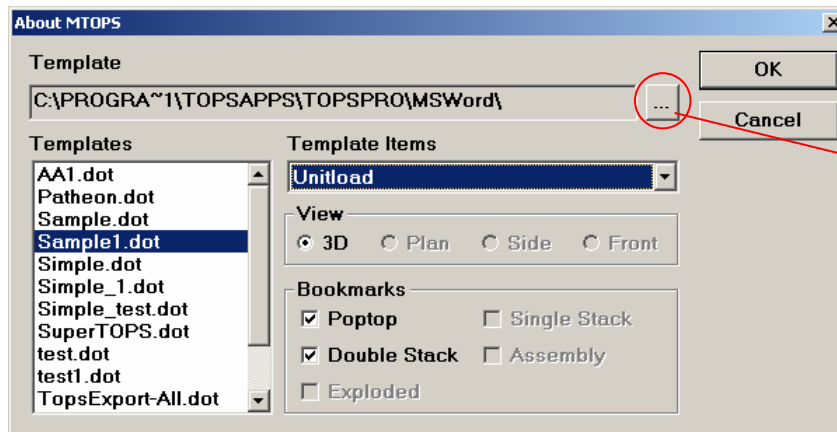 About MTOPS
Template
C:\PROGRA~1\TOPSAPPS\TOPSPRO\MSWord\
...
OK
Cancel
Templates
AA1.dot
Patheon.dot
Sample.dot
Sample1.dot
Simple.dot
Simple_1.dot
Simple_test.dot
SuperTOPS.dot
test.dot
test1.dot
TopsExport-All.dot
Template Items
Unitload
View
3D Plan Side Front
Bookmarks
Poptop Single Stack
Double Stack Assembly
Exploded